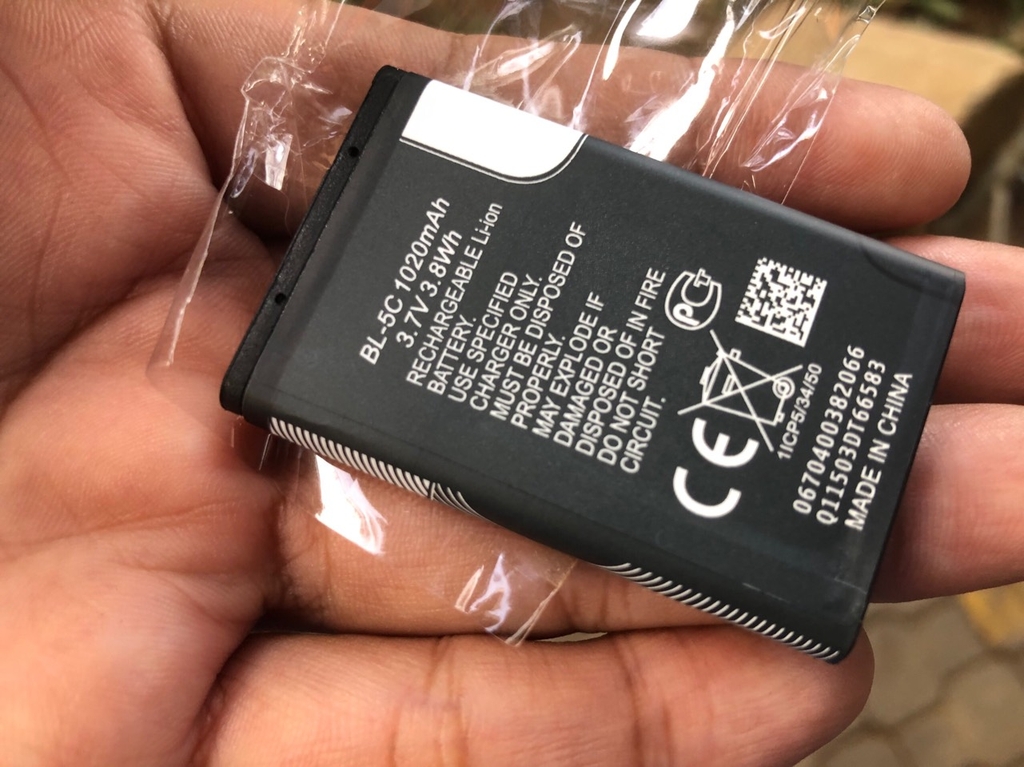 BL-5C 1020mAh
3.7V 3.8Wh
RECHARGEABLE Li-ion
BATTERY.
USE SPECIFIED
CHARGER ONLY.
MUST BE DISPOSED OF
PROPERLY.
MAY EXPLODE IF
DAMAGED OR
DISPOSED OF IN FIRE
DO NOT SHORT
CIRCUIT.
PCT
CE
1ICP5/34/50
0670400382066
Q11503DT66583
MADE IN CHINA